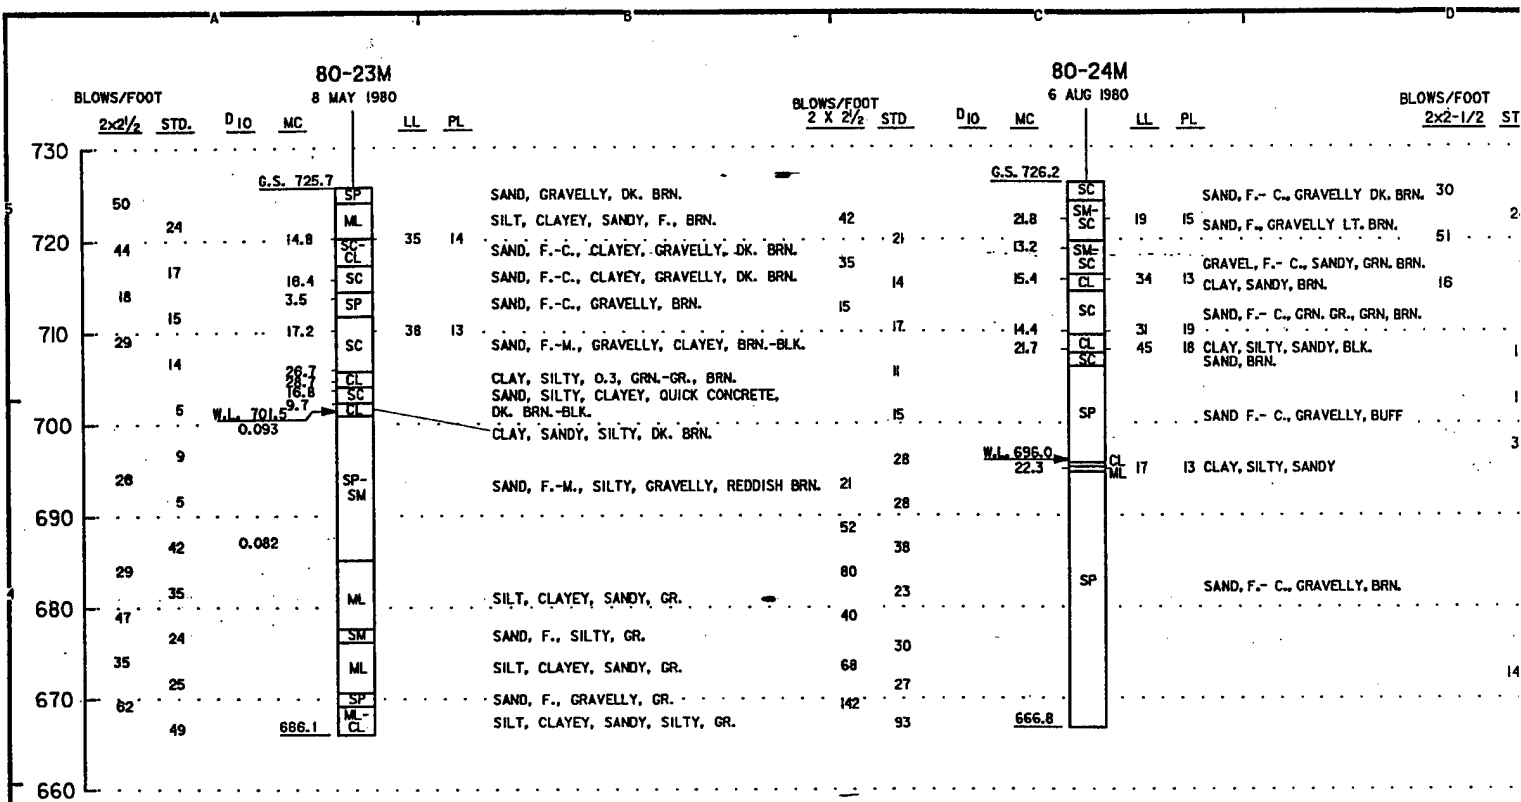 A B C D
80-23M 80-24M
8 MAY 1980 6 AUG 1980
BLOWS/FOOT BLOWS/FOOT BLOWS/FOOT
2x2½ STD. D10 MC LL PL 2 X 2½ STD D10 MC LL PL 2x2-1/2
730
G.S. 725.7 G.S. 726.2
SP SAND, GRAVELLY, DK. BRN. SC SAND, F.- C., GRAVELLY DK. BRN. 30
50
ML SILT, CLAYEY, SANDY, F., BRN. 42 21.8 SM-SC 19 15 SAND, F., GRAVELLY LT. BRN.
24
720 14.8 35 14 21 51
44 SC-CL SAND, F.-C., CLAYEY, GRAVELLY, DK. BRN. 13.2 SM-SC
35 GRAVEL, F.- C., SANDY, GRN. BRN.
17 16.4 SC SAND, F.-C., CLAYEY, GRAVELLY, DK. BRN. 14 15.4 CL 34 13 CLAY, SANDY, BRN. 16
18 3.5 SP SAND, F.-C., GRAVELLY, BRN. 15
15 SC SAND, F.- C., GRN. GR., GRN, BRN.
710 17.2 38 13 17 14.4 31 19
29 SC SAND, F.-M., GRAVELLY, CLAYEY, BRN.-BLK. 21.7 CL 45 18 CLAY, SILTY, SANDY, BLK.
14 SC SAND, BRN.
26.7 11
28.7 CL CLAY, SILTY, 0.3, GRN.-GR., BRN.
16.8 SC SAND, SILTY, CLAYEY, QUICK CONCRETE,
9.7 CL DK. BRN.-BLK.
W.L. 701.5 15 SP SAND F.- C., GRAVELLY, BUFF
700 0.093 CLAY, SANDY, SILTY, DK. BRN.
9 28 W.L. 696.0
22.3 CL-ML 17 13 CLAY, SILTY, SANDY
SP-SM SAND, F.-M., SILTY, GRAVELLY, REDDISH BRN. 21
5 28
690 52
42 0.082 38
29 80 SP SAND, F.- C., GRAVELLY, BRN.
35 ML SILT, CLAYEY, SANDY, GR. 23
680
47 40
24 SM SAND, F., SILTY, GR. 30
35 ML SILT, CLAYEY, SANDY, GR. 68
25 27
670 SP SAND, F., GRAVELLY, GR. 142
62
49 666.1 ML-CL SILT, CLAYEY, SANDY, SILTY, GR. 93 666.8
660